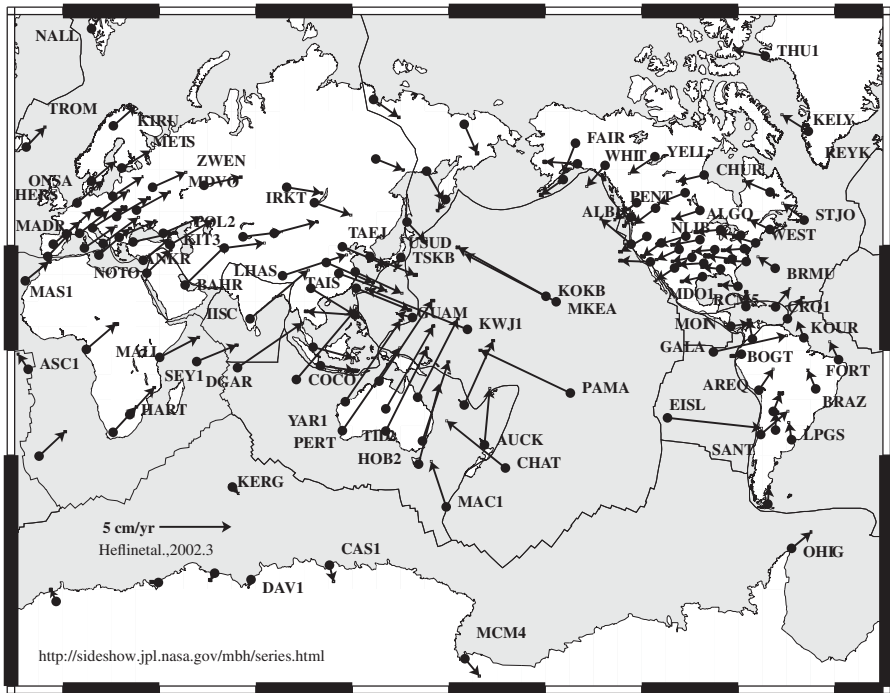 NALL
THU1
TROM
KIRU
KELY
METS
FAIR
REYK
ZWEN
WHIT
YELL
ONSA
MDVO
CHUR
HERS
IRKT
PENT
ALBH
ALGO
STJO
MADR
POL2
TAEJ
NLIB
WEST
KIT3
USUD
ANKR
TSKB
NOTO
LHAS
BRMU
MAS1
BAHR
TAIS
KOKB
MDO1
RCM5
IISC
GUAM
MKEA
CRO1
KWJ1
MOIN
KOUR
MALI
GALA
ASC1
SEY1
BOGT
FORT
DGAR
COCO
PAMA
AREQ
BRAZ
HART
YAR1
EISL
PERT
TID2
AUCK
SANT
LPGS
HOB2
CHAT
KERG
MAC1
5 cm/yr
Heflinetal.,2002.3
CAS1
OHIG
DAV1
MCM4
http://sideshow.jpl.nasa.gov/mbh/series.html